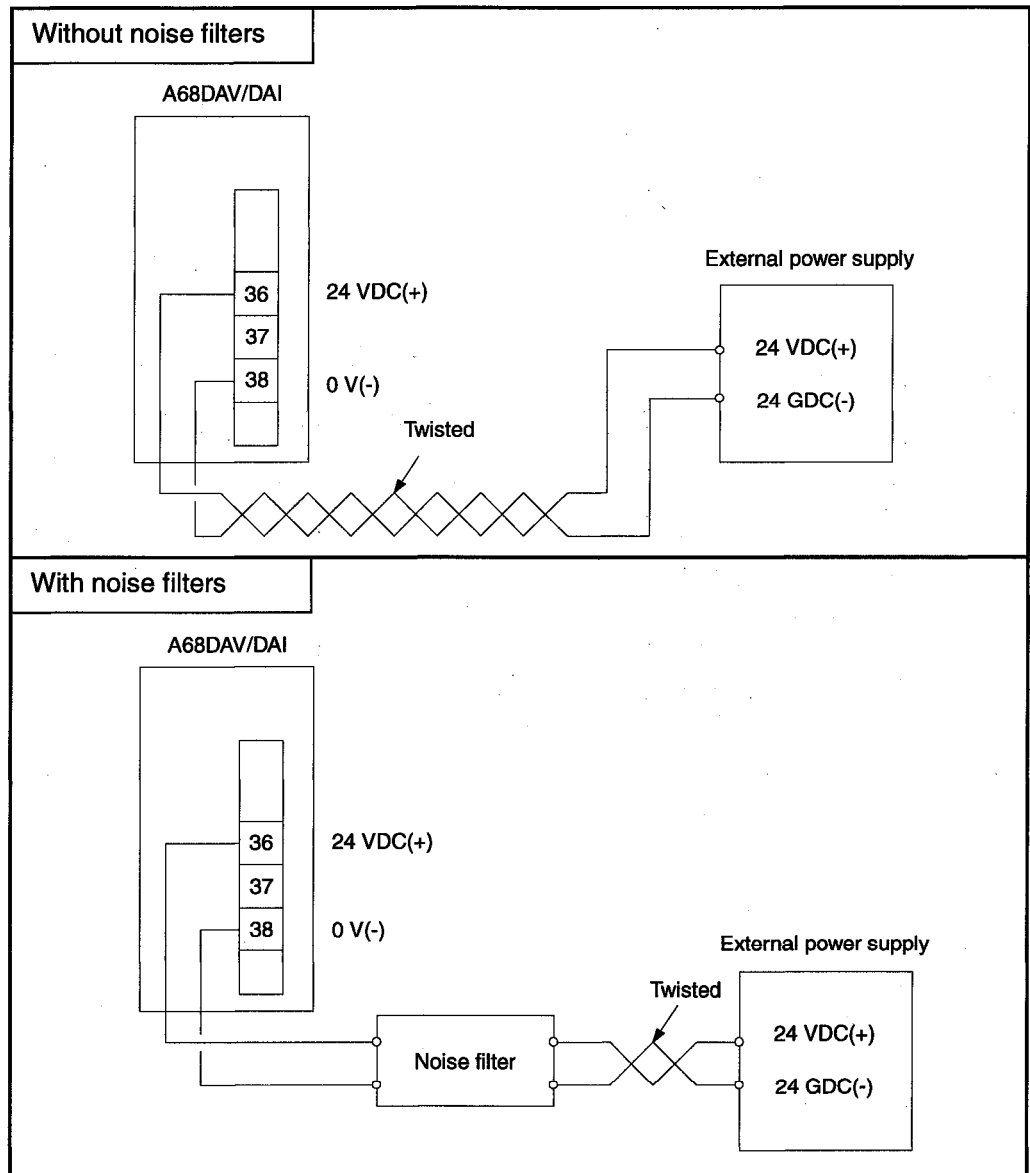 Without noise filters
A68DAV/DAI
External power supply
36 24 VDC(+)
37
38 0 V(-)
24 VDC(+)
24 GDC(-)
Twisted
With noise filters
A68DAV/DAI
36 24 VDC(+)
37
38 0 V(-)
External power supply
Twisted
Noise filter
24 VDC(+)
24 GDC(-)